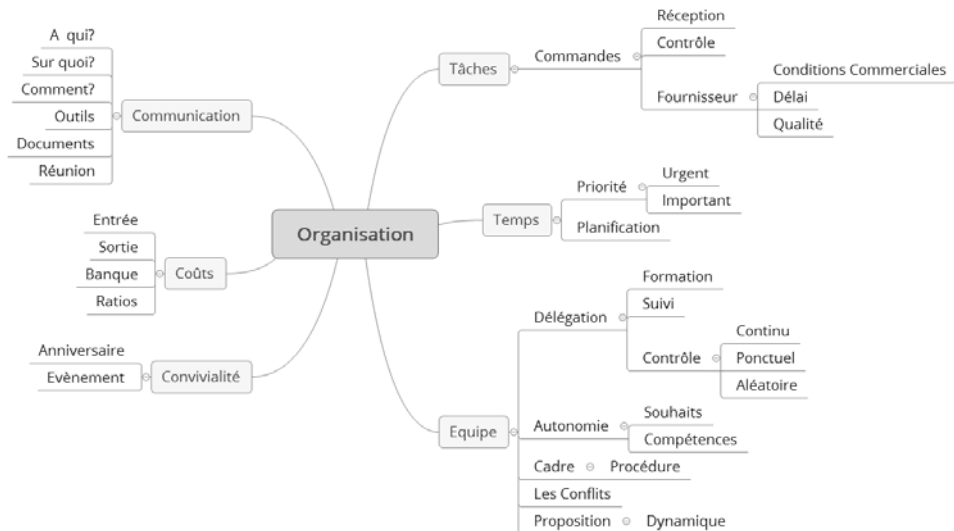 Organisation
Communication
A qui?
Sur quoi?
Comment?
Outils
Documents
Réunion
Coûts
Entrée
Sortie
Banque
Ratios
Convivialité
Anniversaire
Evènement
Tâches
Commandes
Réception
Contrôle
Fournisseur
Conditions Commerciales
Délai
Qualité
Temps
Priorité
Urgent
Important
Planification
Equipe
Délégation
Formation
Suivi
Contrôle
Continu
Ponctuel
Aléatoire
Autonomie
Souhaits
Compétences
Cadre
Procédure
Les Conflits
Proposition
Dynamique